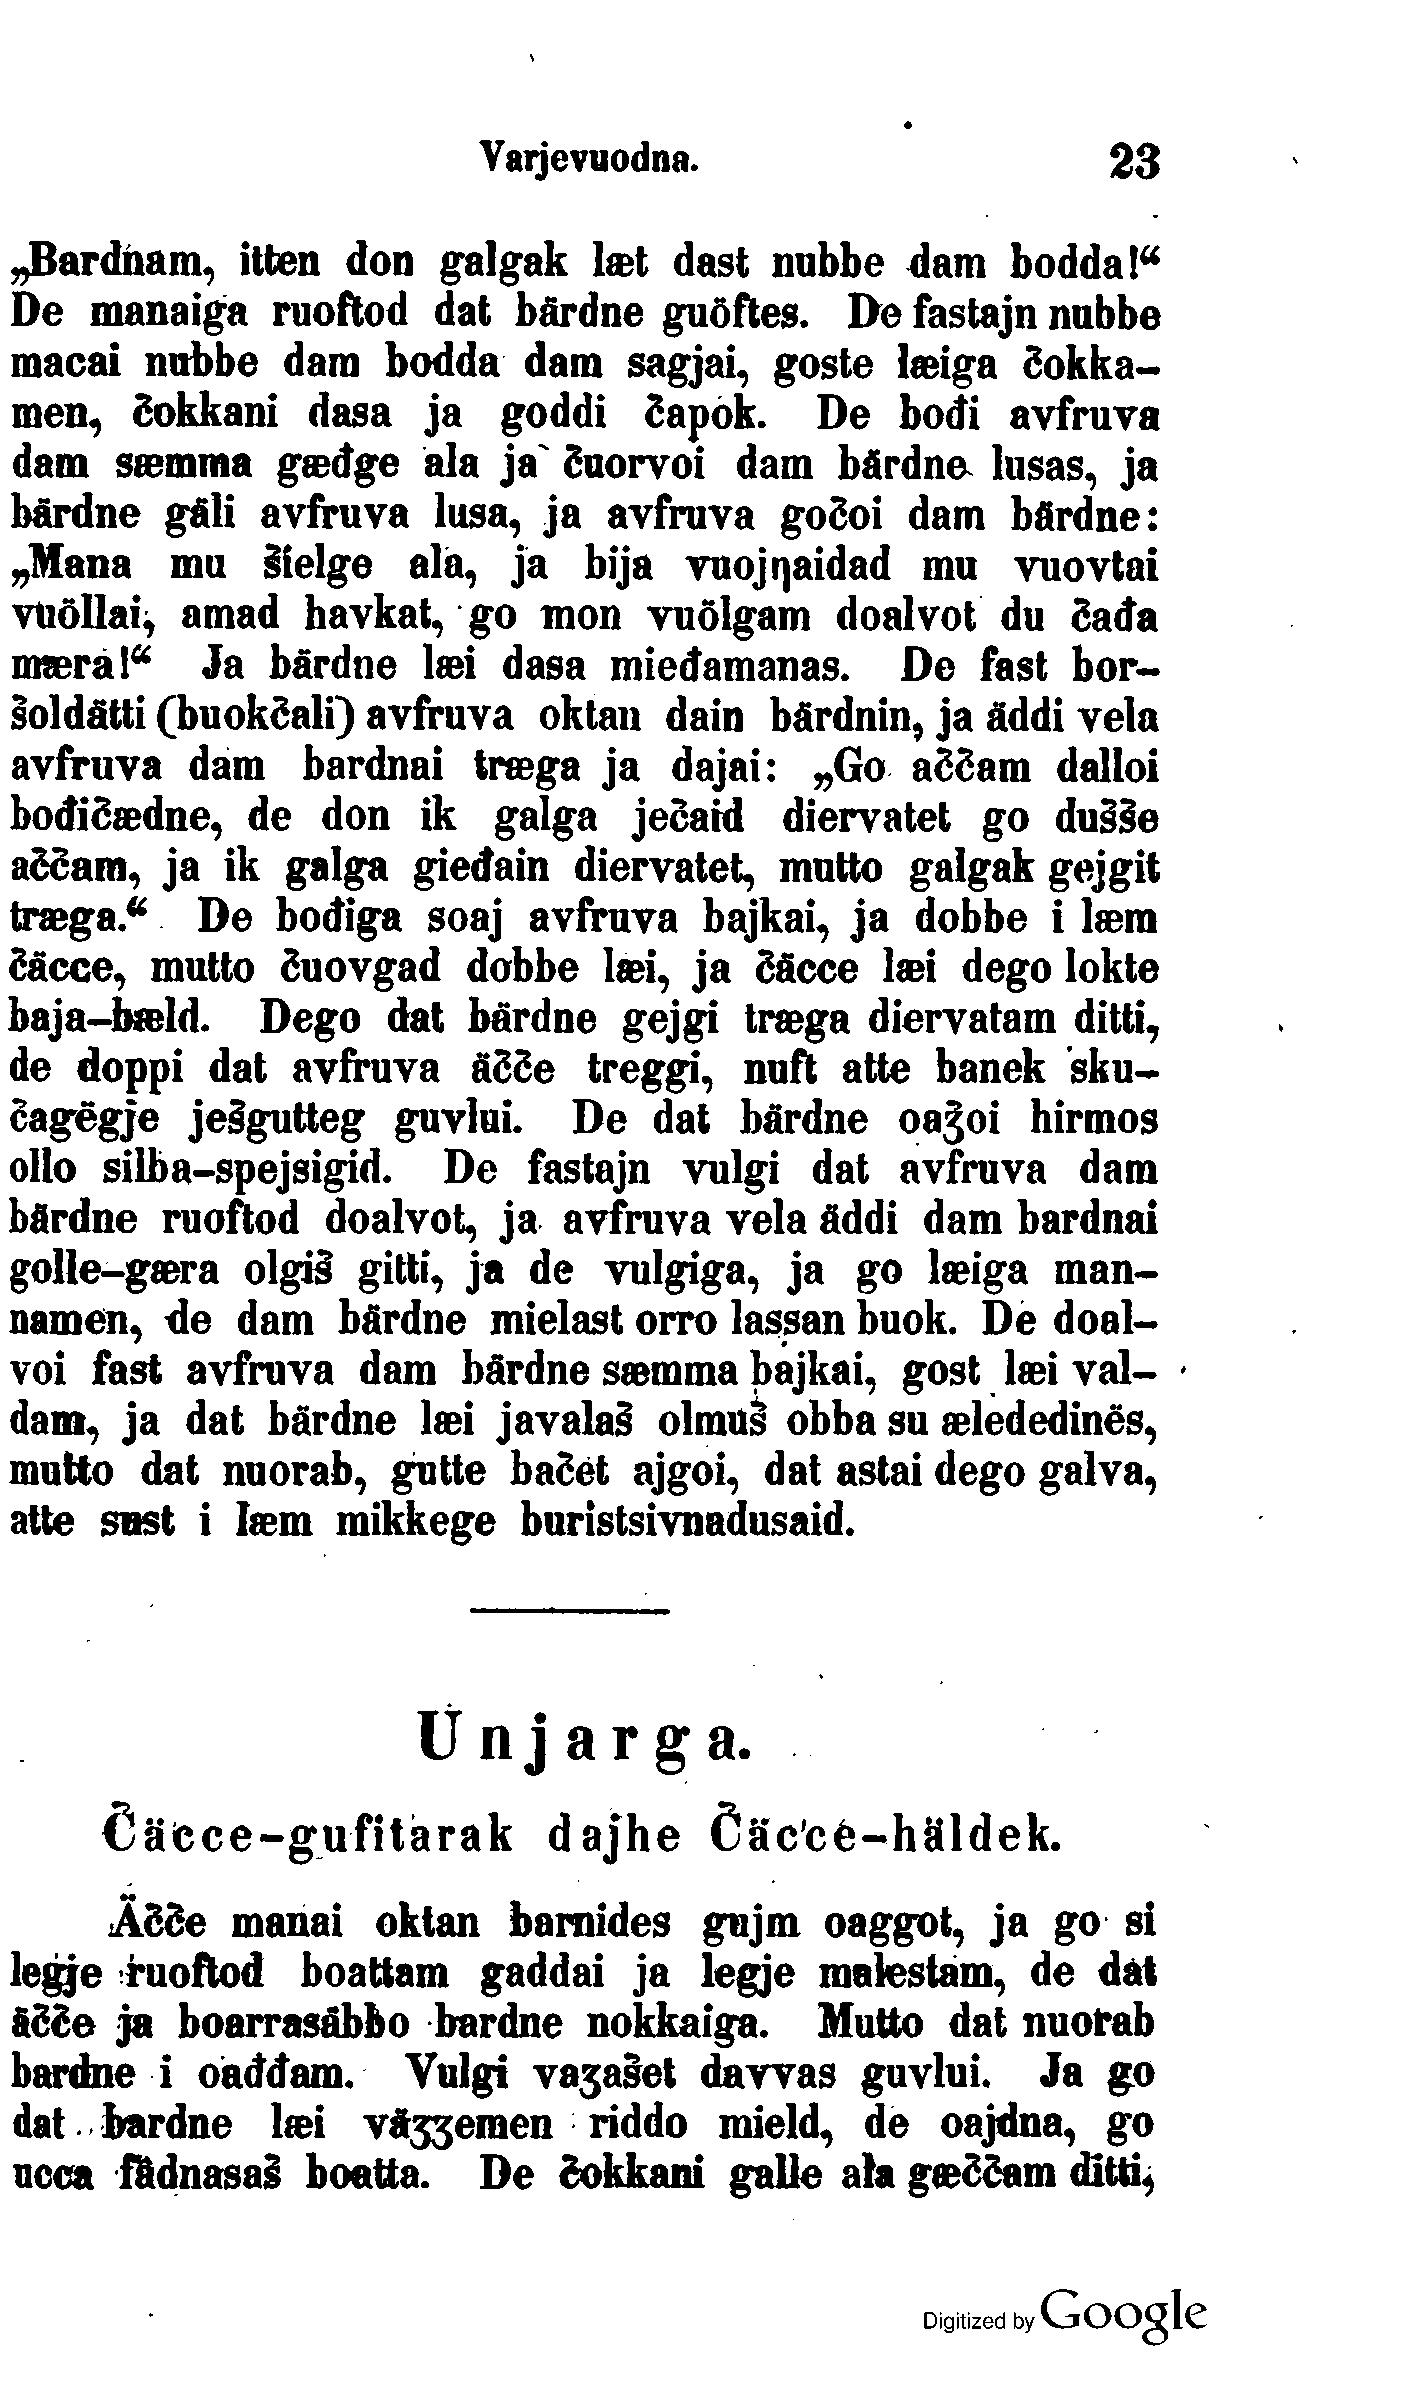 Varjevuodna. 23
„Bardnam, itten don galgak læt dast nubbe dam bodda!“
De manaiga ruoftod dat bärdne guöftes. De fastajn nubbe
macai nubbe dam bodda dam sagjai, goste læiga čokka-
men, čokkani dasa ja goddi čapok. De bođi avfruva
dam sæmma gæđge ala ja čuorvoi dam bärdne lusas, ja
bärdne gäli avfruva lusa, ja avfruva gočoi dam bärdne:
„Mana mu šielge ala, ja bija vuojŋaidad mu vuovtai
vuöllai, amad havkat, go mon vuölgam doalvot du čađa
mæra!“ Ja bärdne læi dasa mieđamanas. De fast bor-
šoldätti (buokčali) avfruva oktan dain bärdnin, ja äddi vela
avfruva dam bardnai træga ja dajai: „Go aččam dalloi
bođičædne, de don ik galga ječaid diervatet go dušše
aččam, ja ik galga gieđain diervatet, mutto galgak gejgit
træga.“ De bođiga soaj avfruva bajkai, ja dobbe i læm
čäcce, mutto čuovgad dobbe læi, ja čäcce læi dego lokte
baja-bæld. Dego dat bärdne gejgi træga diervatam ditti,
de doppi dat avfruva äčče treggi, nuft atte banek sku-
čagëgje ješgutteg guvlui. De dat bärdne oaʒoi hirmos
ollo silba-spejsigid. De fastajn vulgi dat avfruva dam
bärdne ruoftod doalvot, ja avfruva vela äddi dam bardnai
golle-gæra olgiš gitti, ja de vulgiga, ja go læiga man-
namen, de dam bärdne mielast orro lassan buok. De doal-
voi fast avfruva dam bärdne sæmma bajkai, gost læi val-
dam, ja dat bärdne læi javalaš olmuš obba su ælededinës,
mutto dat nuorab, gutte bačet ajgoi, dat astai dego galva,
atte sust i læm mikkege buristsivnadusaid.
Unjarga.
Čäcce-gufitarak dajhe Čäcce-häldek.
Äčče manai oktan barnides gujm oaggot, ja go si
legje ruoftod boattam gaddai ja legje malestam, de dat
äčče ja boarrasäbbo bardne nokkaiga. Mutto dat nuorab
bardne i oađđam. Vulgi vaʒašet davvas guvlui. Ja go
dat bardne læi väʒʒemen riddo mield, de oajdna, go
ucca fädnasaš boatta. De čokkani galle ala gæččam ditti,
Digitized by Google